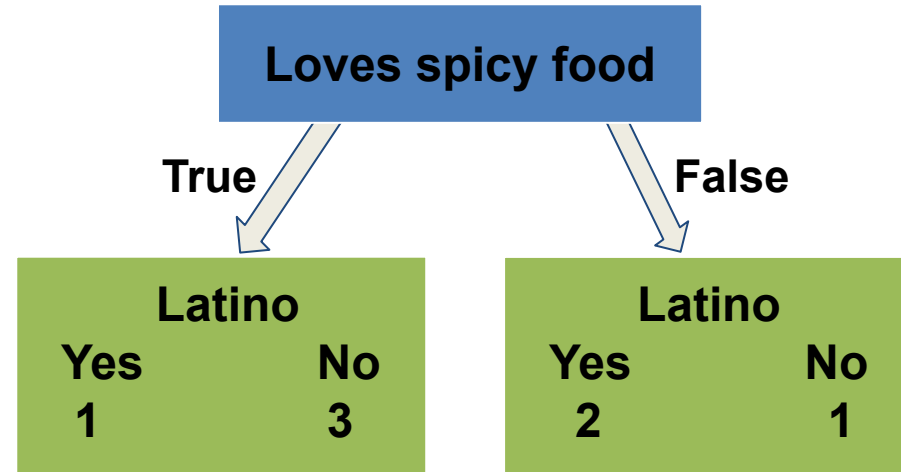 Loves spicy food
True False
Latino
Yes No
1 3
Latino
Yes No
2 1